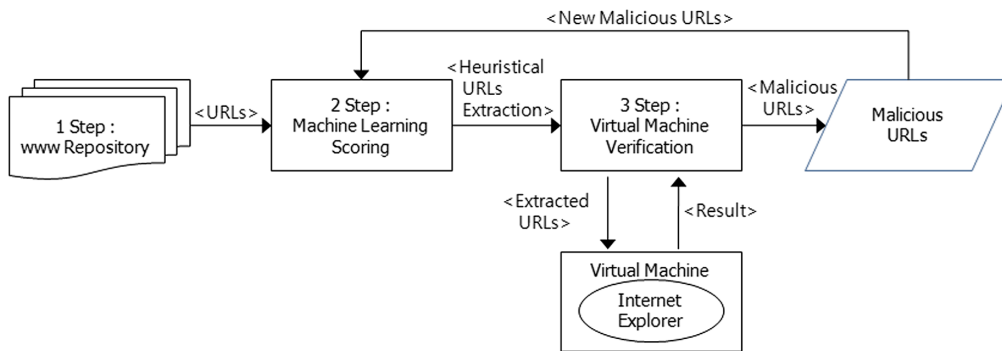 <New Malicious URLs>
1 Step :
www Repository
<URLs>
2 Step :
Machine Learning
Scoring
<Heuristical
URLs
Extraction>
3 Step :
Virtual Machine
Verification
<Malicious
URLs>
Malicious
URLs
<Extracted
URLs>
<Result>
Virtual Machine
Internet
Explorer